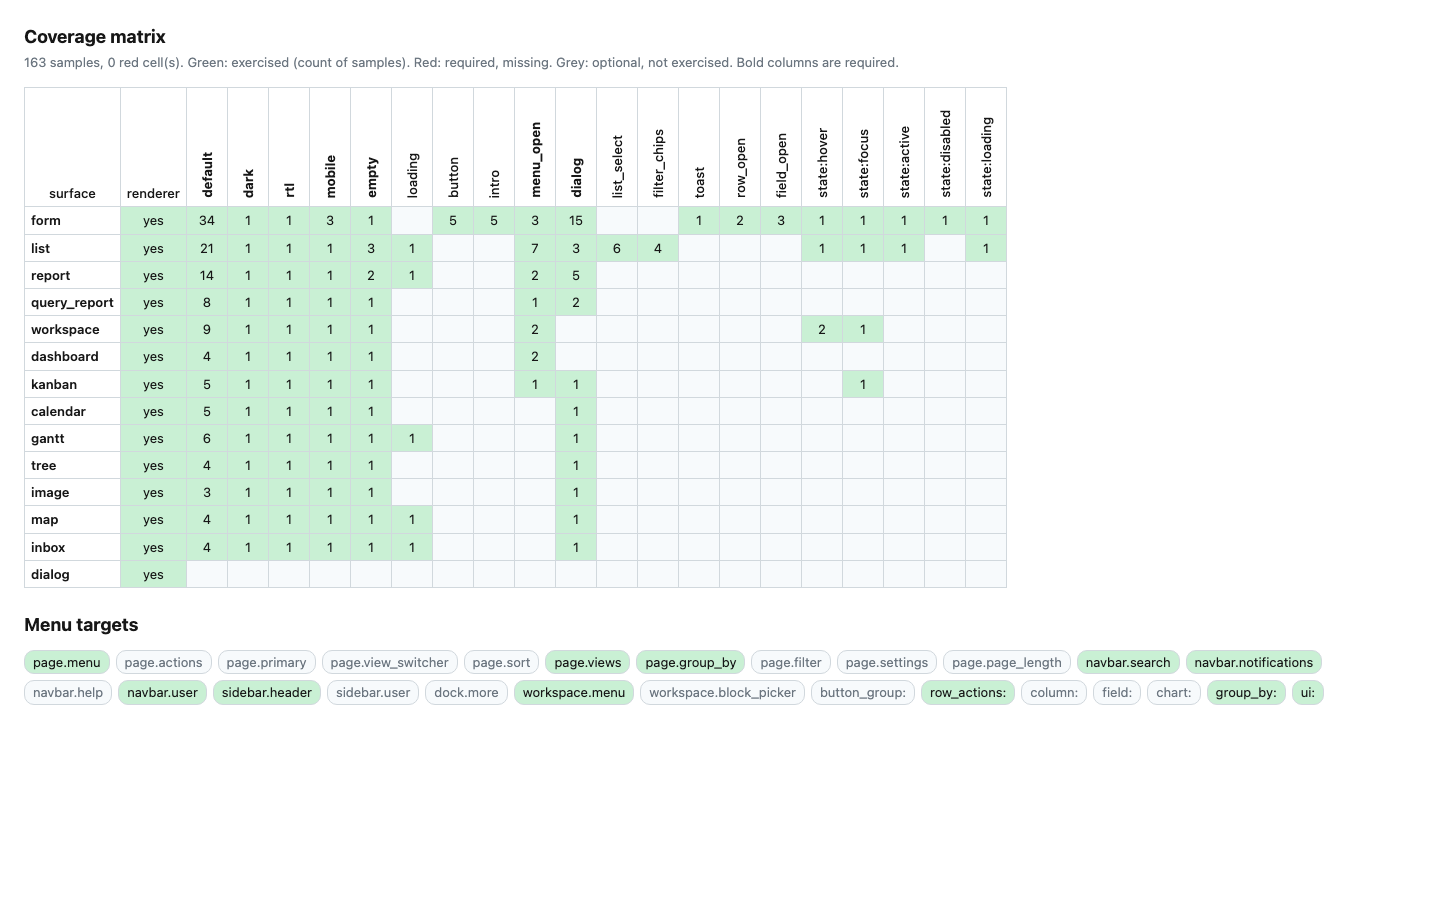 Coverage matrix
163 samples, 0 red cell(s). Green: exercised (count of samples). Red: required, missing. Grey: optional, not exercised. Bold columns are required.
surface renderer default dark rtl mobile empty loading button intro menu_open dialog list_select filter_chips toast row_open field_open state:hover state:focus state:active state:disabled state:loading
form yes 34 1 1 3 1 5 5 3 15 1 2 3 1 1 1 1 1
list yes 21 1 1 1 3 1 7 3 6 4 1 1 1 1
report yes 14 1 1 1 2 1 2 5
query_report yes 8 1 1 1 1 1 2
workspace yes 9 1 1 1 1 2 2 1
dashboard yes 4 1 1 1 1 2
kanban yes 5 1 1 1 1 1 1 1
calendar yes 5 1 1 1 1 1
gantt yes 6 1 1 1 1 1 1
tree yes 4 1 1 1 1 1
image yes 3 1 1 1 1 1
map yes 4 1 1 1 1 1 1
inbox yes 4 1 1 1 1 1 1
dialog yes
Menu targets
page.menu page.actions page.primary page.view_switcher page.sort page.views page.group_by page.filter page.settings page.page_length navbar.search navbar.notifications
navbar.help navbar.user sidebar.header sidebar.user dock.more workspace.menu workspace.block_picker button_group: row_actions: column: field: chart: group_by: ui: